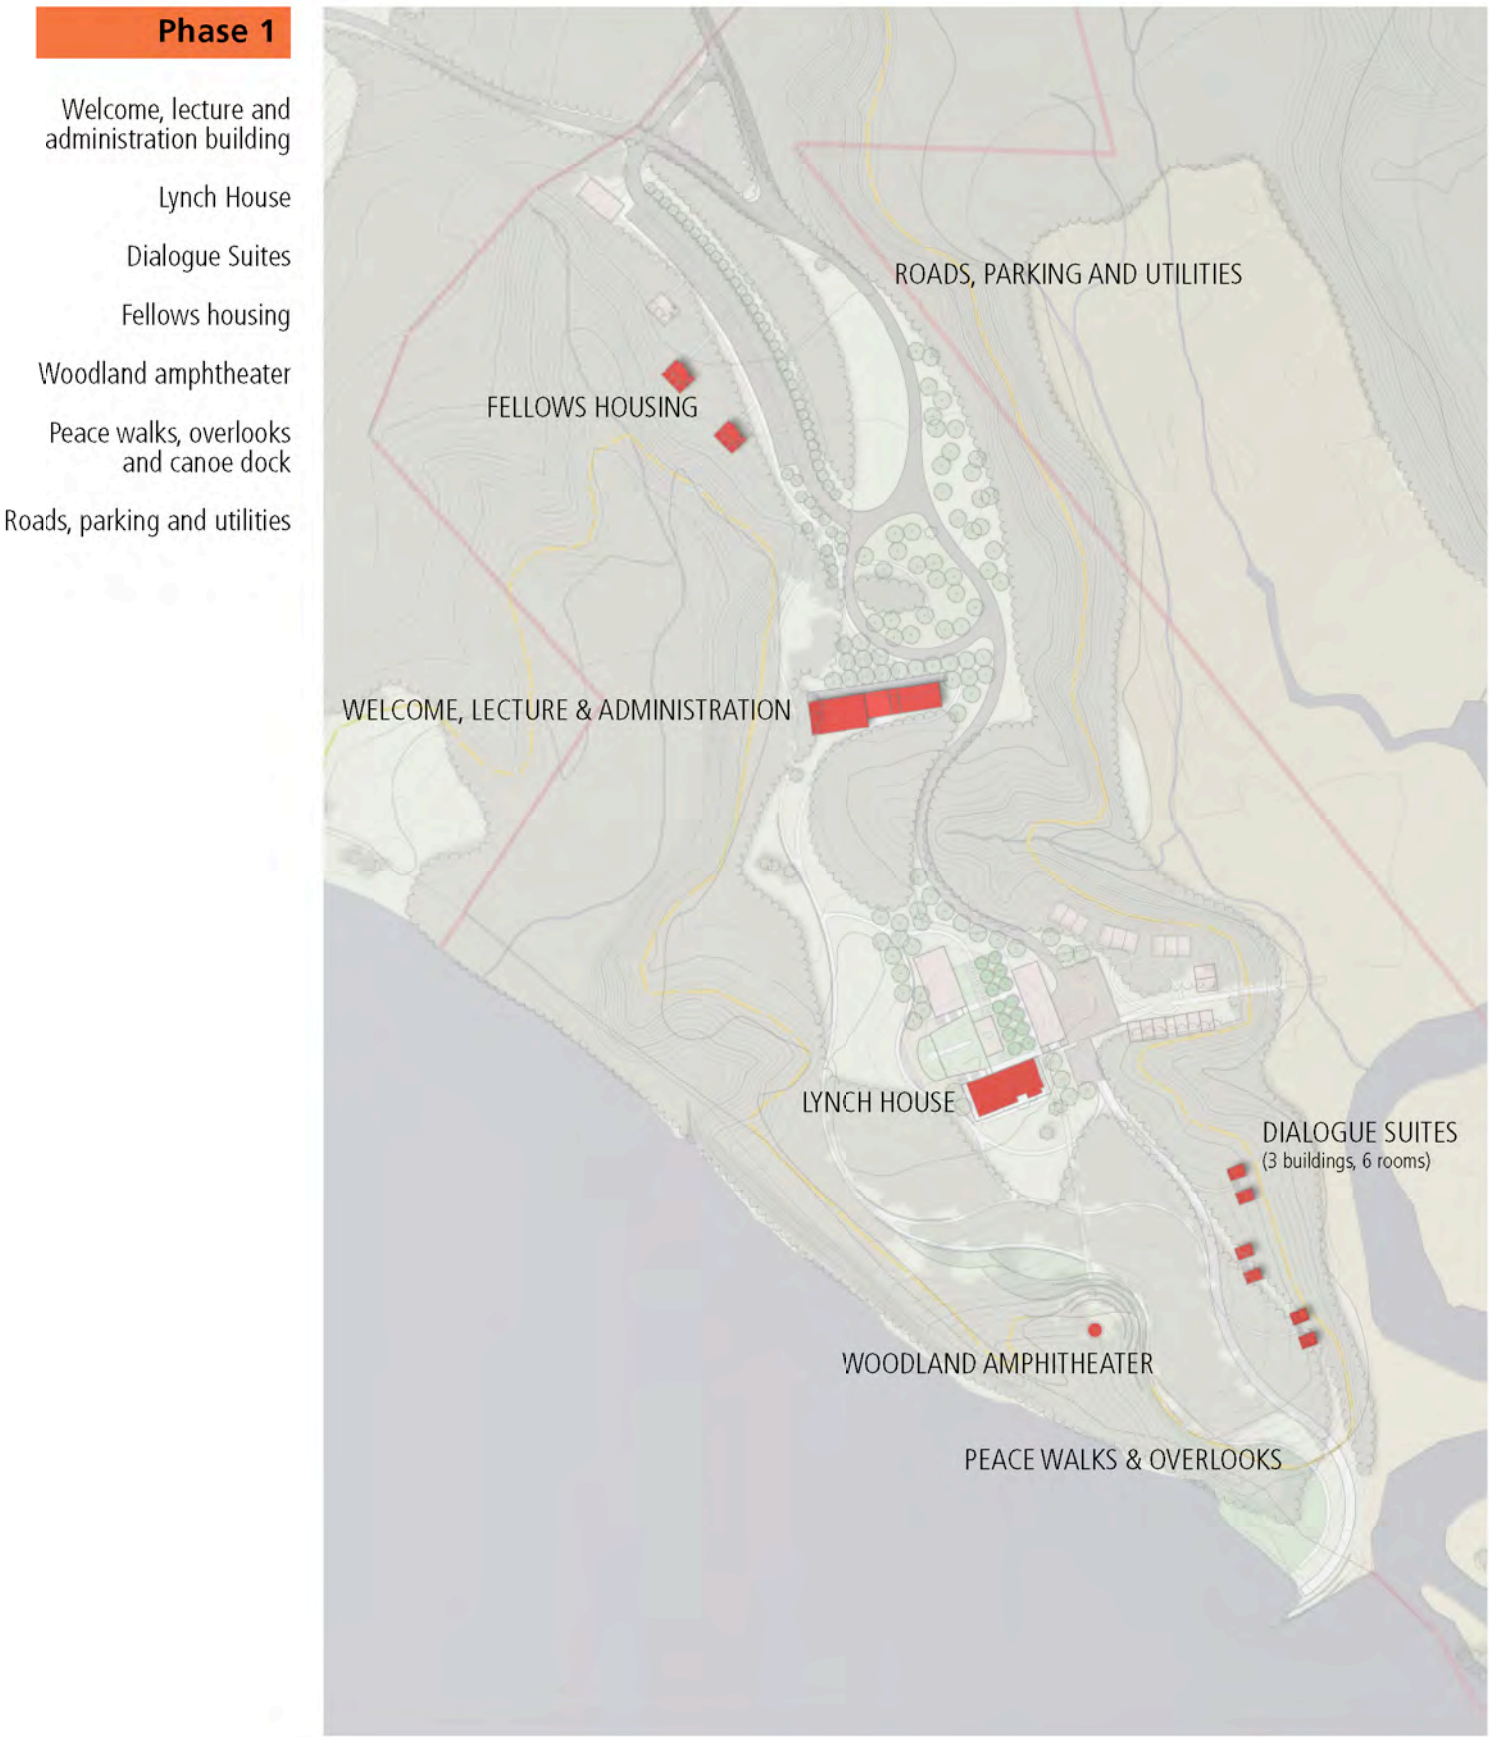 Phase 1
Welcome, lecture and
administration building
Lynch House
Dialogue Suites
Fellows housing
Woodland amphtheater
Peace walks, overlooks
and canoe dock
Roads, parking and utilities
ROADS, PARKING AND UTILITIES
FELLOWS HOUSING
WELCOME, LECTURE & ADMINISTRATION
LYNCH HOUSE
DIALOGUE SUITES
(3 buildings, 6 rooms)
WOODLAND AMPHITHEATER
PEACE WALKS & OVERLOOKS